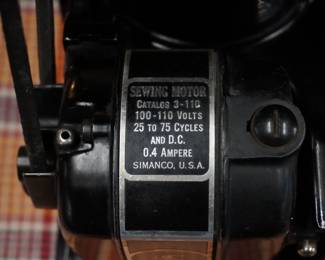 SEWING MOTOR
CATALOG 3-110
100-110 VOLTS
25 TO 75 CYCLES
AND D.C.
0.4 AMPERE
SIMANCO, U.S.A.